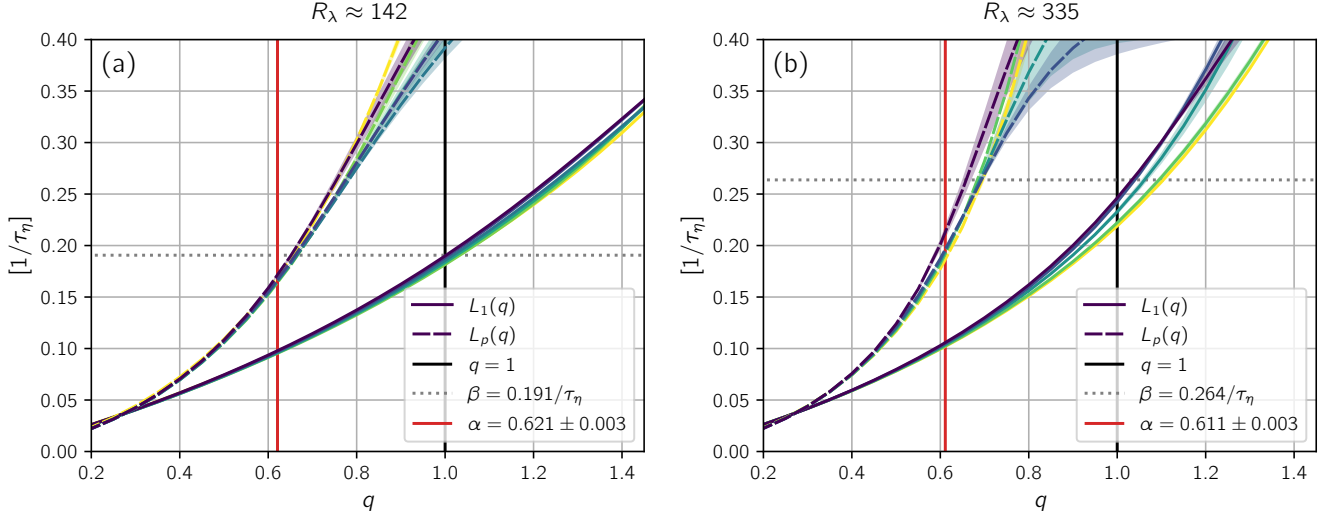 R_λ ≈ 142
(a)
[1/τ_η]
0.40
0.35
0.30
0.25
0.20
0.15
0.10
0.05
0.00
0.2 0.4 0.6 0.8 1.0 1.2 1.4
q
L_1(q)
L_p(q)
q = 1
β = 0.191/τ_η
α = 0.621 ± 0.003
R_λ ≈ 335
(b)
[1/τ_η]
0.40
0.35
0.30
0.25
0.20
0.15
0.10
0.05
0.00
0.2 0.4 0.6 0.8 1.0 1.2 1.4
q
L_1(q)
L_p(q)
q = 1
β = 0.264/τ_η
α = 0.611 ± 0.003